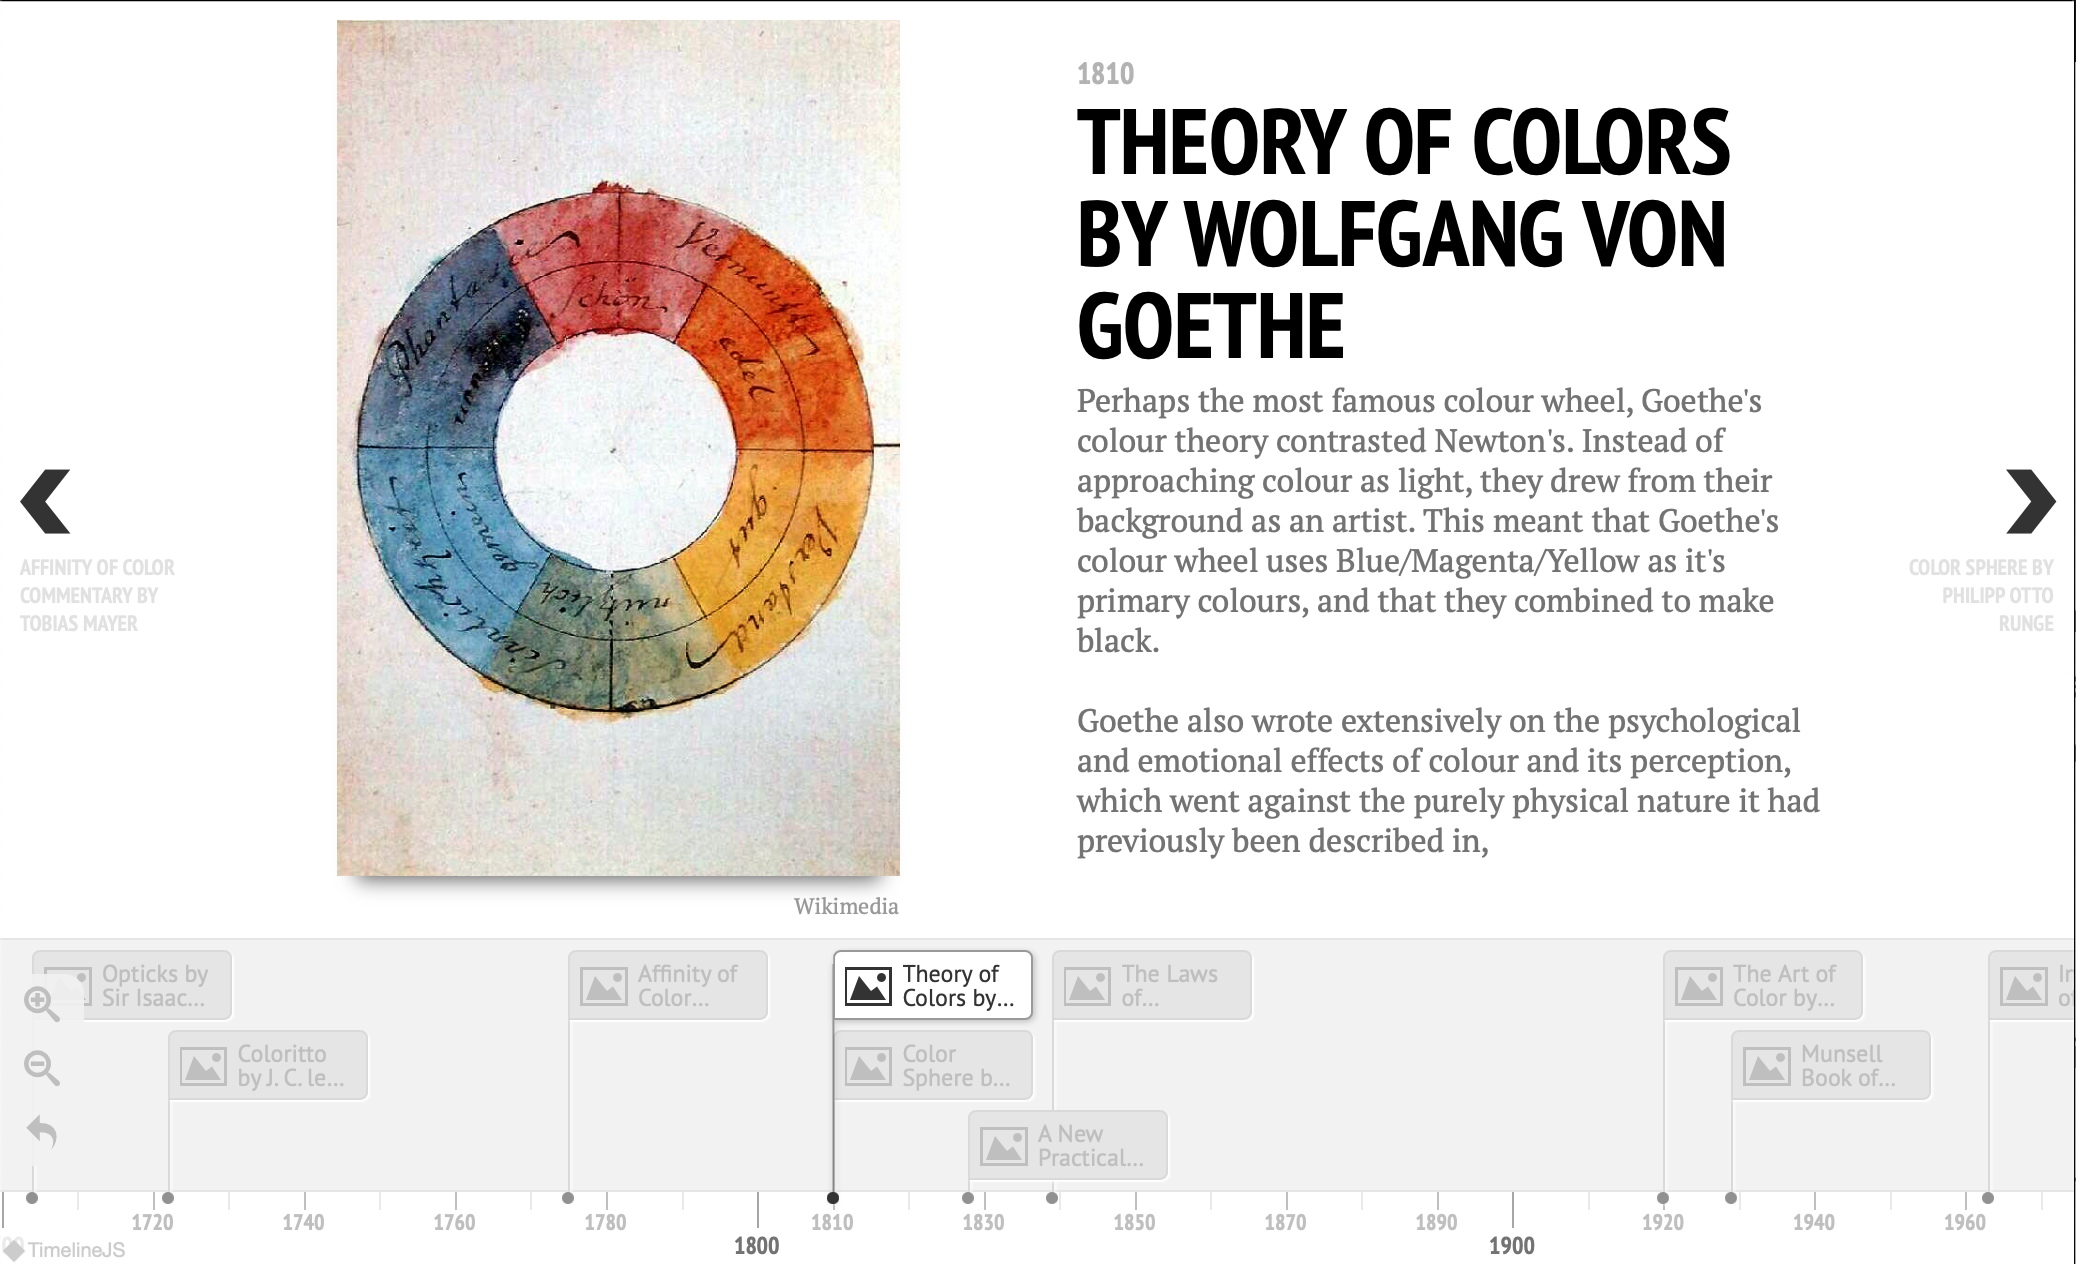 1810
THEORY OF COLORS
BY WOLFGANG VON
GOETHE
Perhaps the most famous colour wheel, Goethe's
colour theory contrasted Newton's. Instead of
approaching colour as light, they drew from their
background as an artist. This meant that Goethe's
colour wheel uses Blue/Magenta/Yellow as it's
primary colours, and that they combined to make
black.
Goethe also wrote extensively on the psychological
and emotional effects of colour and its perception,
which went against the purely physical nature it had
previously been described in,
Phantasie
Vernunft
Schön
edel
gut
Verstand
nützlich
Sinnlichkeit
gemein
Wikimedia
AFFINITY OF COLOR
COMMENTARY BY
TOBIAS MAYER
COLOR SPHERE BY
PHILIPP OTTO
RUNGE
Opticks by
Sir Isaac...
Coloritto
by J. C. le...
Affinity of
Color...
Theory of
Colors by...
Color
Sphere b...
A New
Practical...
The Laws
of...
The Art of
Color by...
Munsell
Book of...
1720 1740 1760 1780 1810 1830 1850 1870 1890 1920 1940 1960
1800 1900
TimelineJS